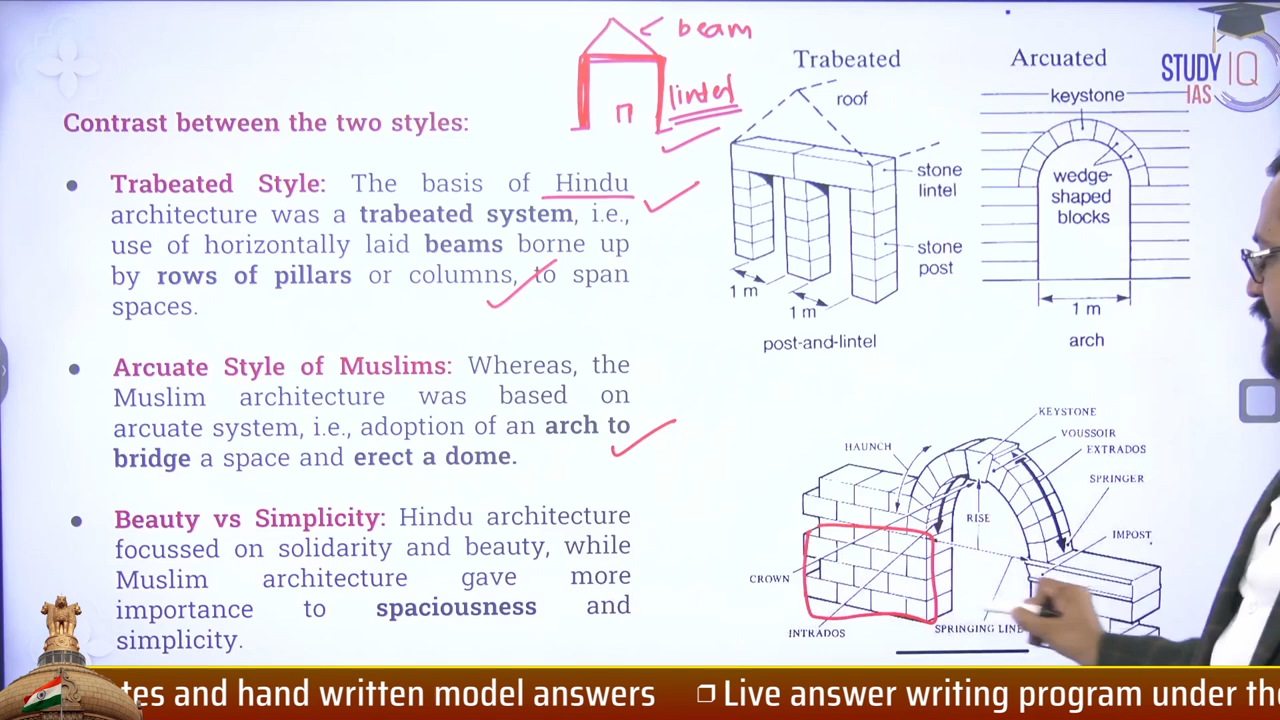 beam
lintel
Trabeated
Arcuated
STUDY IQ
IAS
roof
keystone
Contrast between the two styles:
stone
lintel
wedge-
shaped
blocks
Trabeated Style: The basis of Hindu
architecture was a trabeated system, i.e.,
use of horizontally laid beams borne up
by rows of pillars or columns, to span
spaces.
stone
post
1 m
1 m
1 m
post-and-lintel
arch
Arcuate Style of Muslims: Whereas, the
Muslim architecture was based on
arcuate system, i.e., adoption of an arch to
bridge a space and erect a dome.
KEYSTONE
VOUSSOIR
EXTRADOS
HAUNCH
SPRINGER
RISE
IMPOST
CROWN
INTRADOS
SPRINGING LINE
Beauty vs Simplicity: Hindu architecture
focussed on solidarity and beauty, while
Muslim architecture gave more
importance to spaciousness and
simplicity.
tes and hand written model answers ❐ Live answer writing program under the